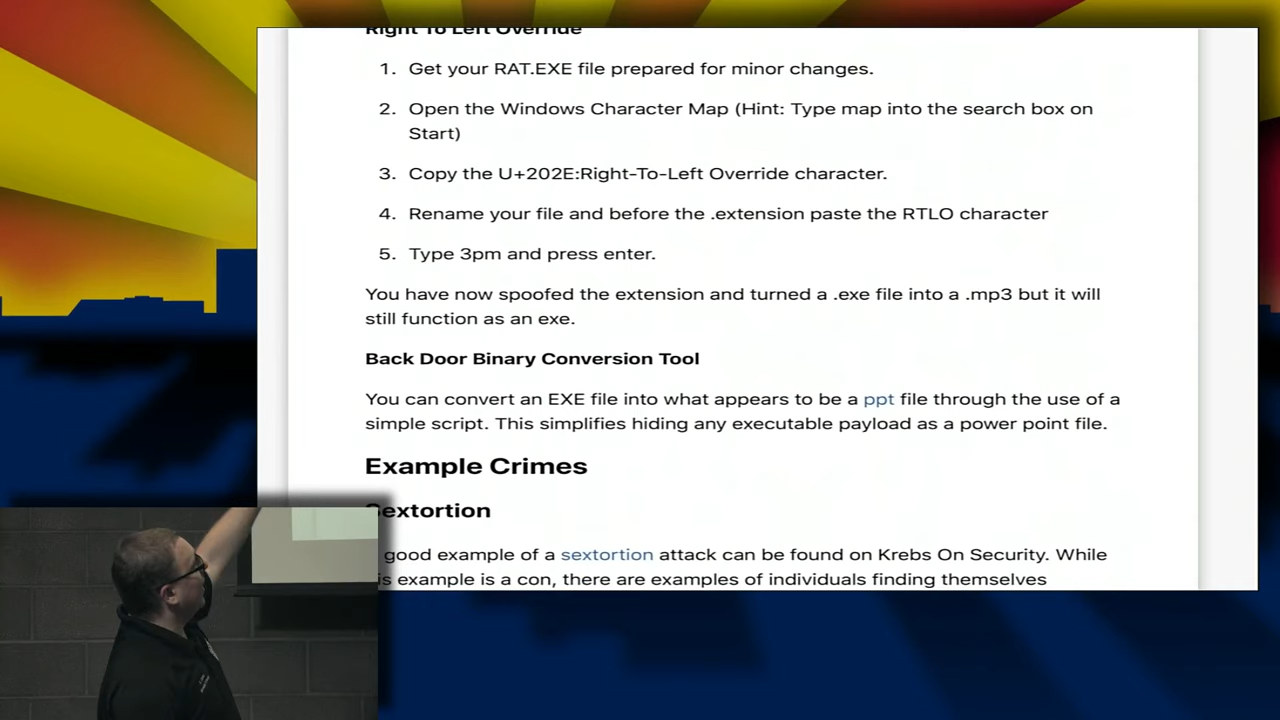 Right To Left Override
1. Get your RAT.EXE file prepared for minor changes.
2. Open the Windows Character Map (Hint: Type map into the search box on
Start)
3. Copy the U+202E:Right-To-Left Override character.
4. Rename your file and before the .extension paste the RTLO character
5. Type 3pm and press enter.
You have now spoofed the extension and turned a .exe file into a .mp3 but it will
still function as an exe.
Back Door Binary Conversion Tool
You can convert an EXE file into what appears to be a ppt file through the use of a
simple script. This simplifies hiding any executable payload as a power point file.
Example Crimes
Sextortion
good example of a sextortion attack can be found on Krebs On Security. While
is example is a con, there are examples of individuals finding themselves